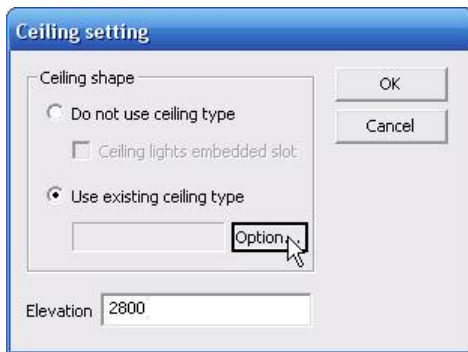 Ceiling setting
Ceiling shape
OK
Do not use ceiling type
Cancel
Ceiling lights embedded slot
Use existing ceiling type
Option...
Elevation 2800